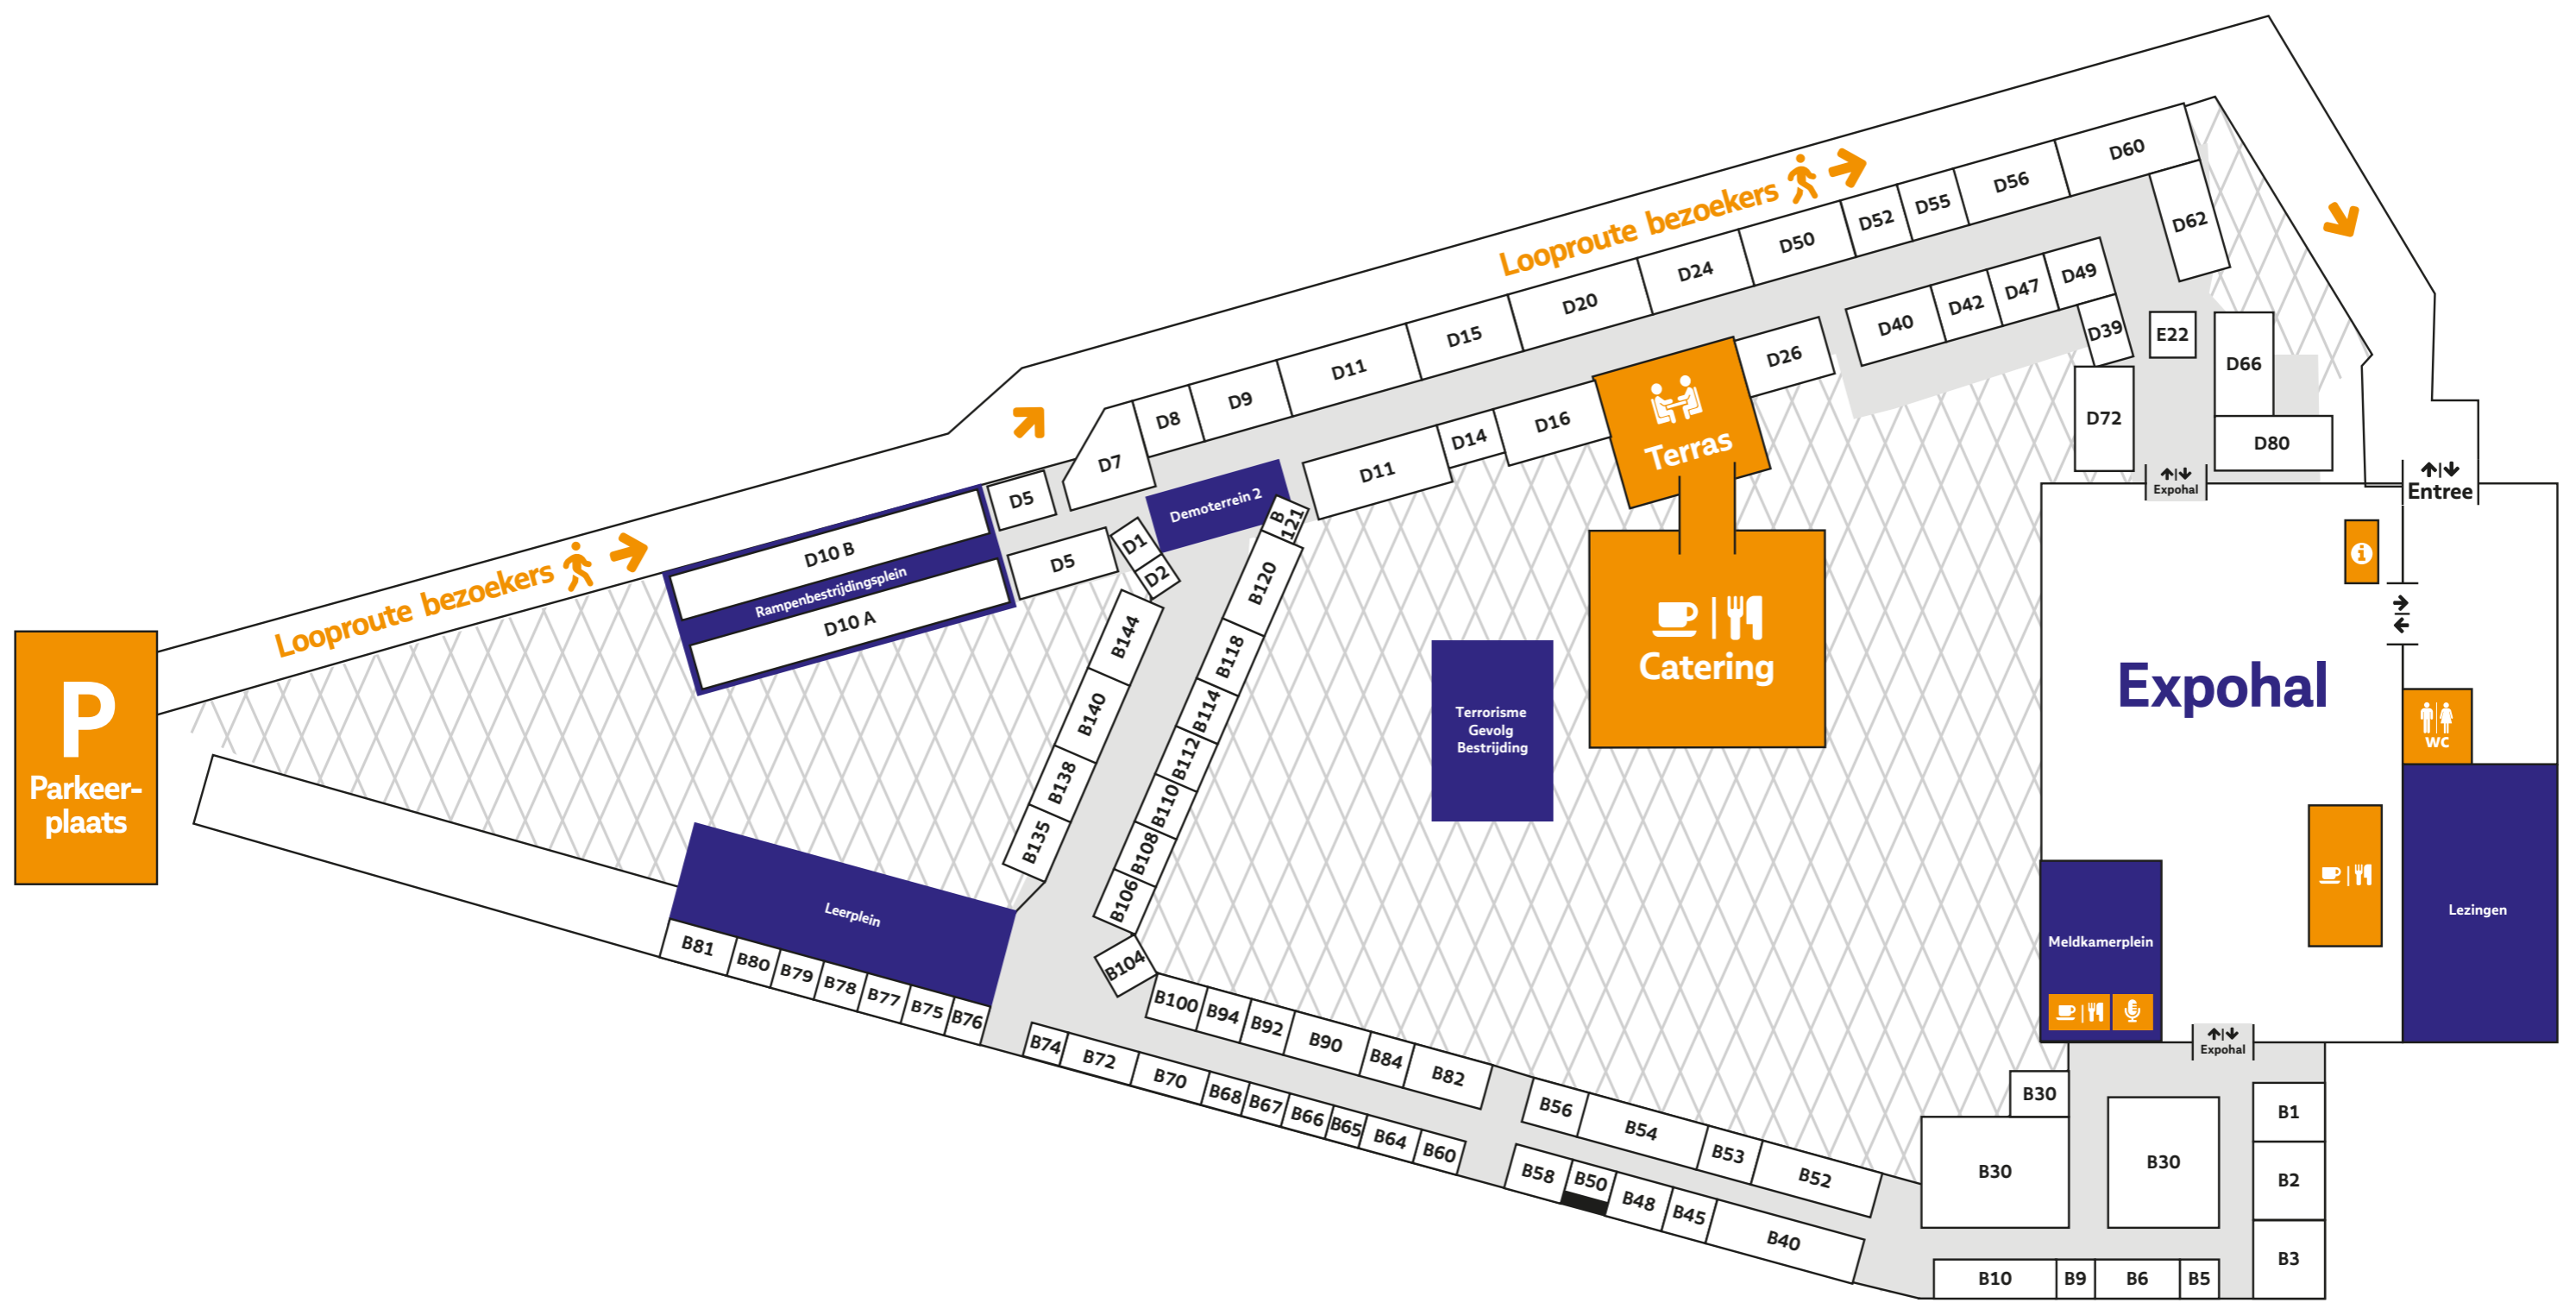 Looproute bezoekers
Looproute bezoekers
Looproute bezoekers
P
Parkeer-
plaats
D10 B
Rampenbestrijdingsplein
D10 A
D5
D5
D7
D8
D9
D11
D15
D20
D24
D50
D52
D55
D56
D60
D62
D1
D2
Demoterrein 2
D11
D14
D16
Terras
D26
D40
D42
D47
D49
D39
E22
D66
D72
D80
Expohal
Entree
Catering
Terrorisme
Gevolg
Bestrijding
Expohal
i
WC
Lezingen
Meldkamerplein
Expohal
B
121
B120
B118
B114
B112
B110
B108
B106
B104
B144
B140
B138
B135
Leerplein
B81
B80
B79
B78
B77
B75
B76
B74
B72
B70
B68
B67
B66
B65
B64
B60
B100
B94
B92
B90
B84
B82
B56
B54
B53
B52
B58
B50
B48
B45
B40
B30
B30
B30
B1
B2
B3
B10
B9
B6
B5